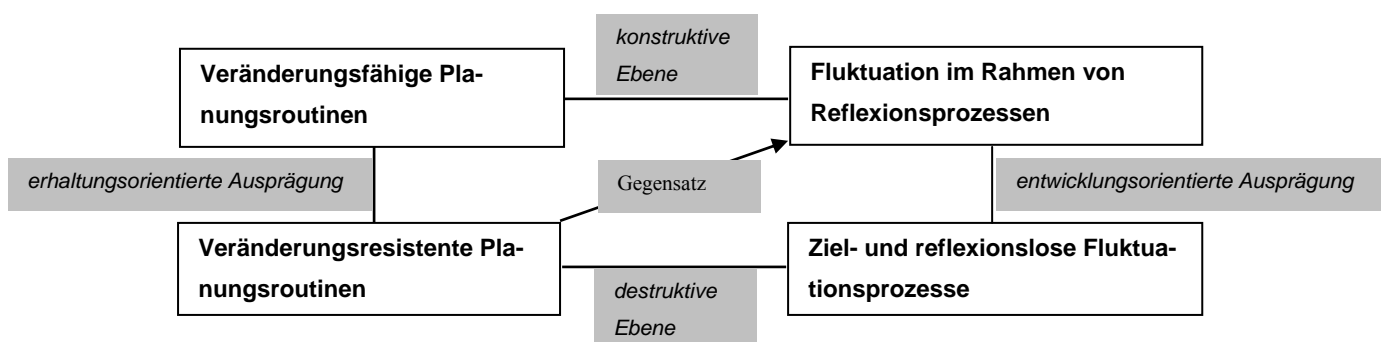 konstruktive
Ebene
Veränderungsfähige Pla-
nungsroutinen
Fluktuation im Rahmen von
Reflexionsprozessen
erhaltungsorientierte Ausprägung
Gegensatz
entwicklungsorientierte Ausprägung
Veränderungsresistente Pla-
nungsroutinen
Ziel- und reflexionslose Fluktua-
tionsprozesse
destruktive
Ebene